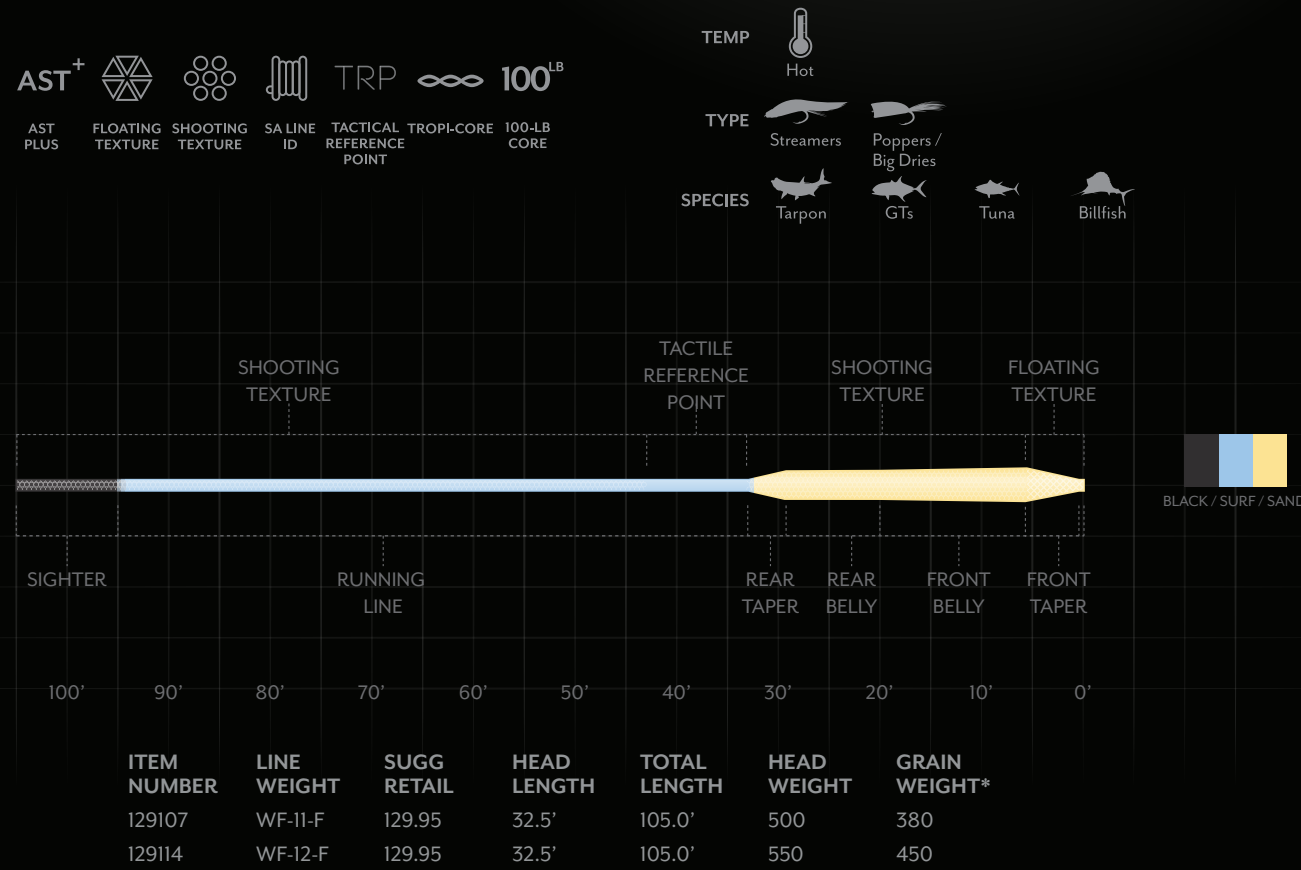 AST+
TRP
100LB
AST
PLUS
FLOATING
TEXTURE
SHOOTING
TEXTURE
SA LINE
ID
TACTICAL
REFERENCE
POINT
TROPI-CORE
100-LB
CORE
TEMP
Hot
TYPE
Streamers
Poppers /
Big Dries
SPECIES
Tarpon
GTs
Tuna
Billfish
SHOOTING
TEXTURE
TACTILE
REFERENCE
POINT
SHOOTING
TEXTURE
FLOATING
TEXTURE
BLACK / SURF / SAND
SIGHTER
RUNNING
LINE
REAR
TAPER
REAR
BELLY
FRONT
BELLY
FRONT
TAPER
100’ 90’ 80’ 70’ 60’ 50’ 40’ 30’ 20’ 10’ 0’
ITEM NUMBER LINE WEIGHT SUGG RETAIL HEAD LENGTH TOTAL LENGTH HEAD WEIGHT GRAIN WEIGHT*
129107 WF-11-F 129.95 32.5’ 105.0’ 500 380
129114 WF-12-F 129.95 32.5’ 105.0’ 550 450